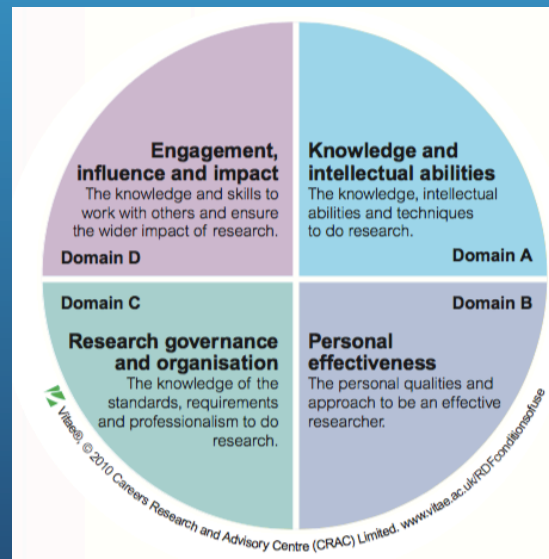 Engagement,
influence and impact
The knowledge and skills to
work with others and ensure
the wider impact of research.
Domain D
Knowledge and
intellectual abilities
The knowledge, intellectual
abilities and techniques
to do research.
Domain A
Domain C
Research governance
and organisation
The knowledge of the
standards, requirements
and professionalism to do
research.
Domain B
Personal
effectiveness
The personal qualities and
approach to be an effective
researcher.
Vitae®, © 2010 Careers Research and Advisory Centre (CRAC) Limited. www.vitae.ac.uk/RDFconditionsofuse